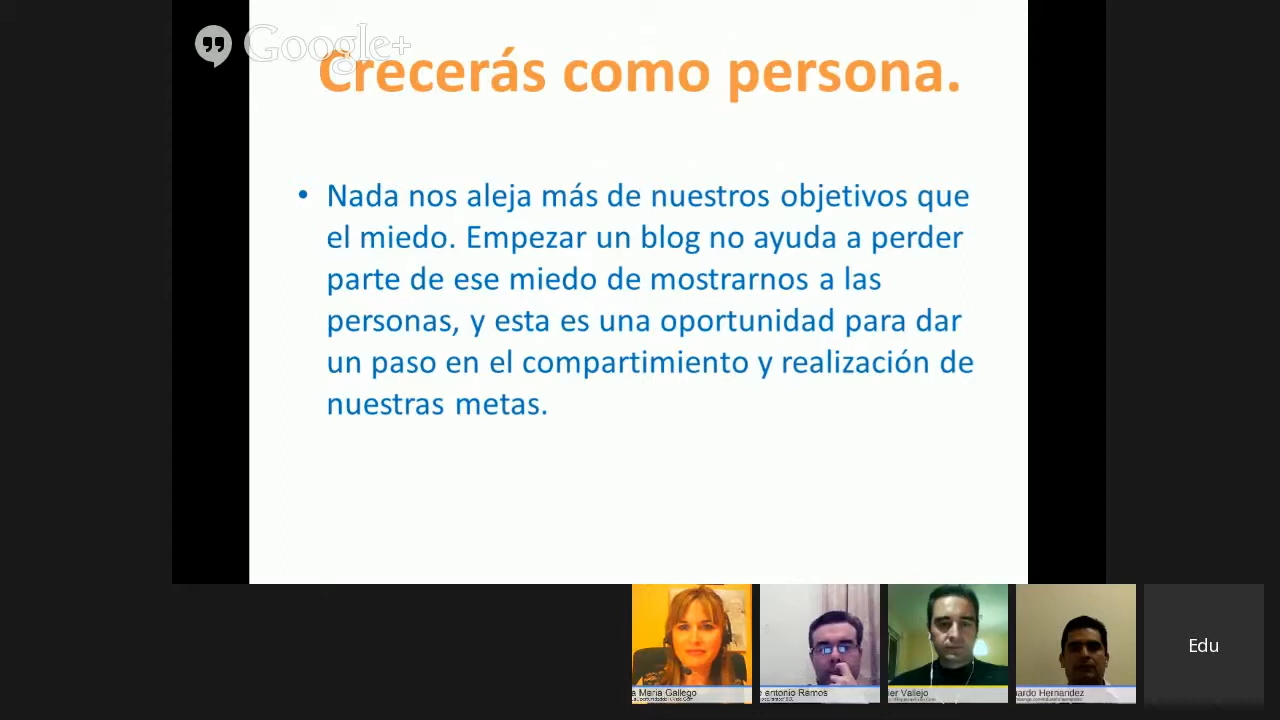 Google+
Crecerás como persona.
• Nada nos aleja más de nuestros objetivos que
el miedo. Empezar un blog no ayuda a perder
parte de ese miedo de mostrarnos a las
personas, y esta es una oportunidad para dar
un paso en el compartimiento y realización de
nuestras metas.
a Maria Gallego
antonio Ramos
ier Vallejo
uardo Hernandez
Edu